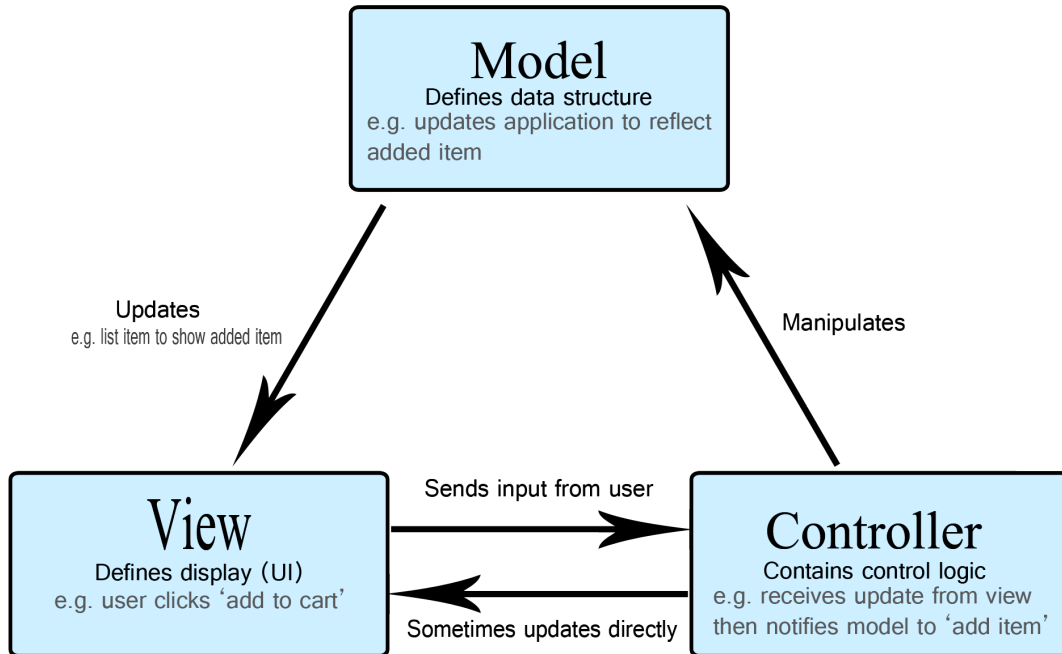 Model
Defines data structure
e.g. updates application to reflect
added item
Updates
e.g. list item to show added item
Manipulates
View
Defines display (UI)
e.g. user clicks ‘add to cart’
Sends input from user
Sometimes updates directly
Controller
Contains control logic
e.g. receives update from view
then notifies model to ‘add item’